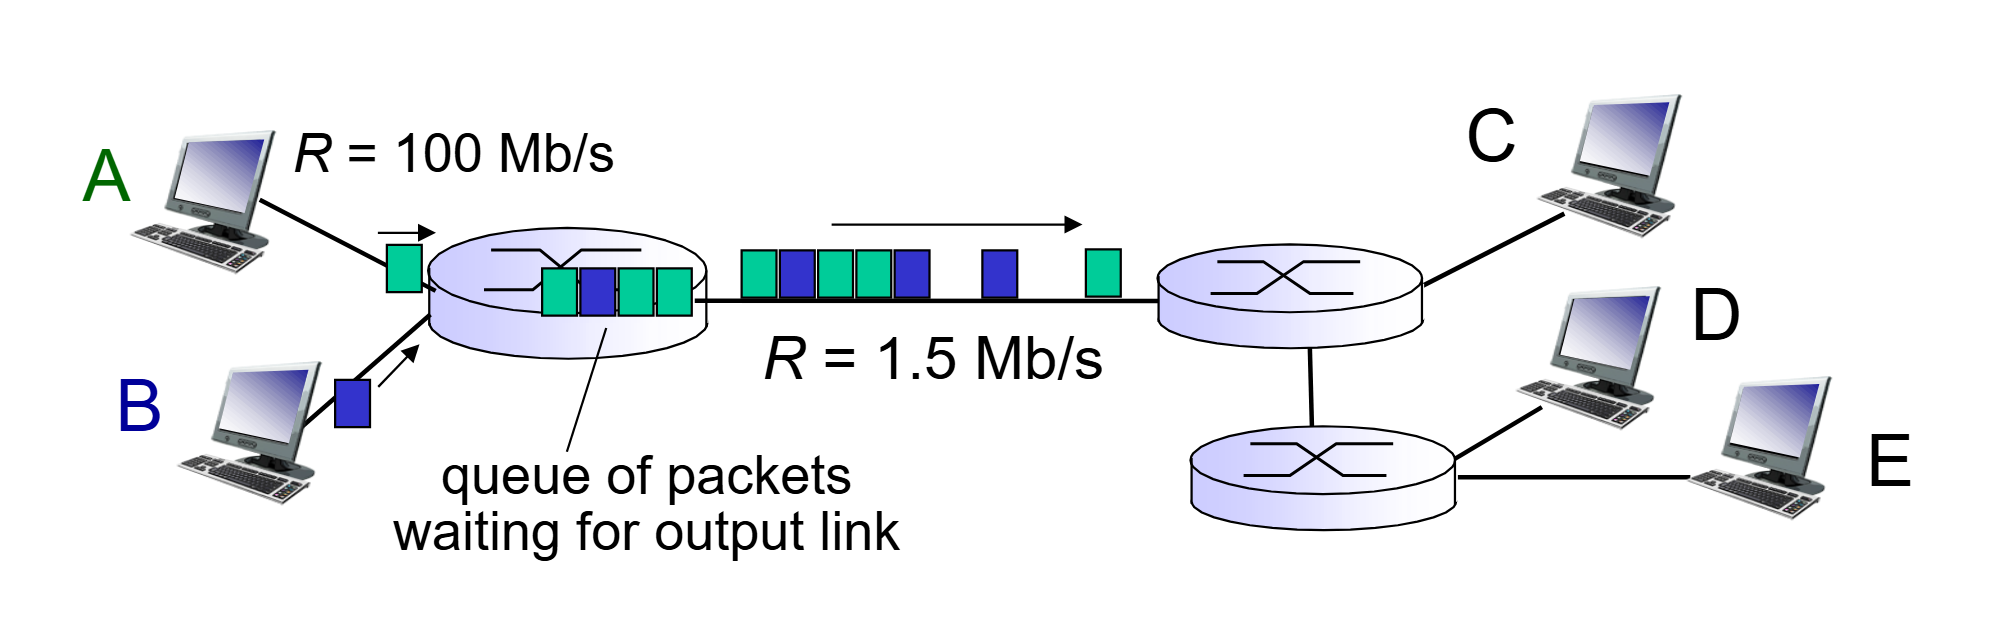 A
R = 100 Mb/s
B
R = 1.5 Mb/s
queue of packets
waiting for output link
C
D
E